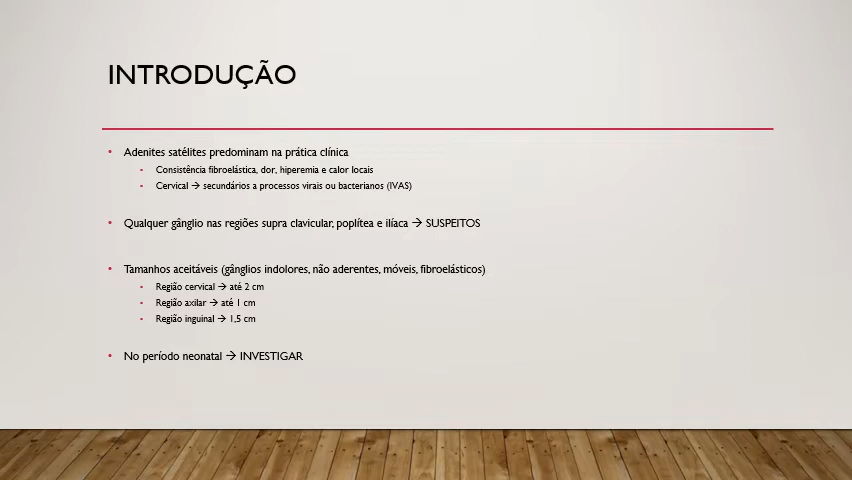 INTRODUÇÃO
• Adenites satélites predominam na prática clínica
• Consistência fibroelástica, dor, hiperemia e calor locais
• Cervical → secundários a processos virais ou bacterianos (IVAS)
• Qualquer gânglio nas regiões supra clavicular, poplítea e ilíaca → SUSPEITOS
• Tamanhos aceitáveis (gânglios indolores, não aderentes, móveis, fibroelásticos)
• Região cervical → até 2 cm
• Região axilar → até 1 cm
• Região inguinal → 1,5 cm
• No período neonatal → INVESTIGAR